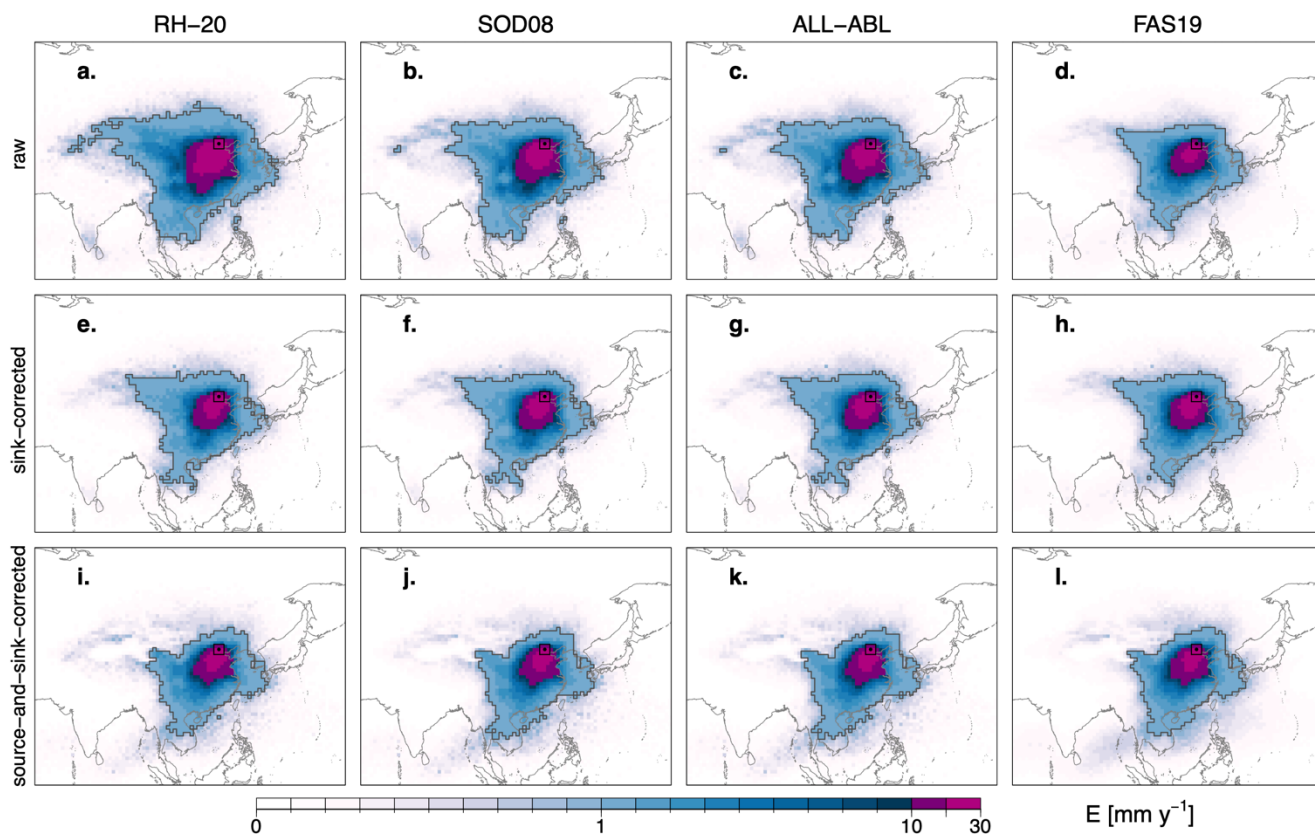 RH−20 SOD08 ALL−ABL FAS19
raw
a. b. c. d.
sink−corrected
e. f. g. h.
source−and−sink−corrected
i. j. k. l.
0 1 10 30 E [mm y⁻¹]